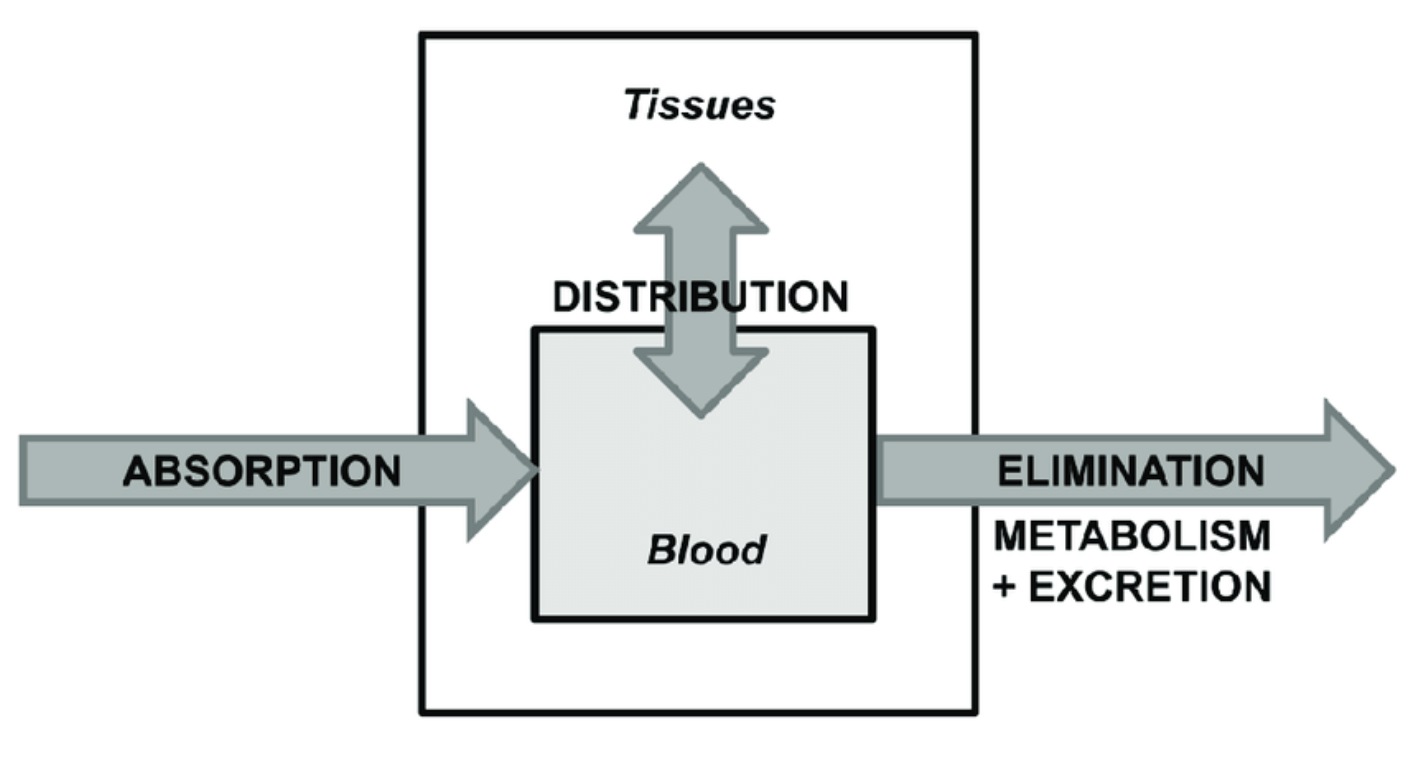 Tissues
DISTRIBUTION
ABSORPTION
ELIMINATION
Blood
METABOLISM
+ EXCRETION